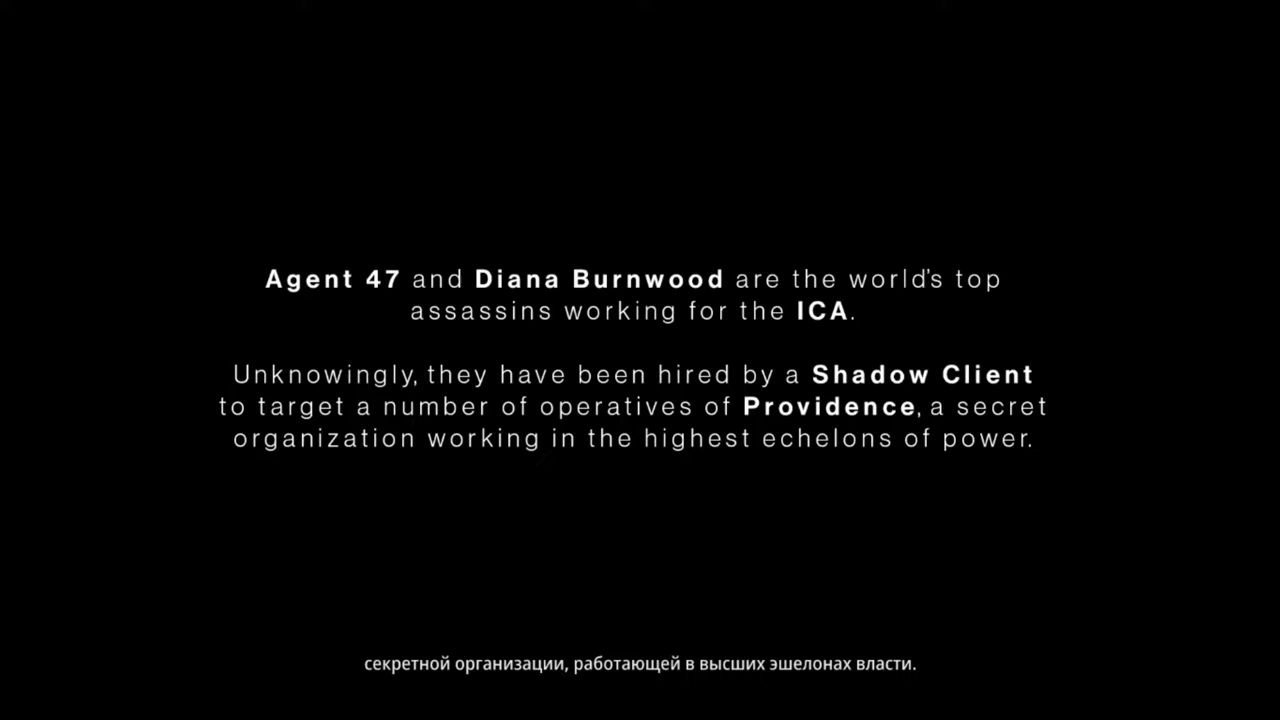 Agent 47 and Diana Burnwood are the world's top
assassins working for the ICA.
Unknowingly, they have been hired by a Shadow Client
to target a number of operatives of Providence, a secret
organization working in the highest echelons of power.
секретной организации, работающей в высших эшелонах власти.